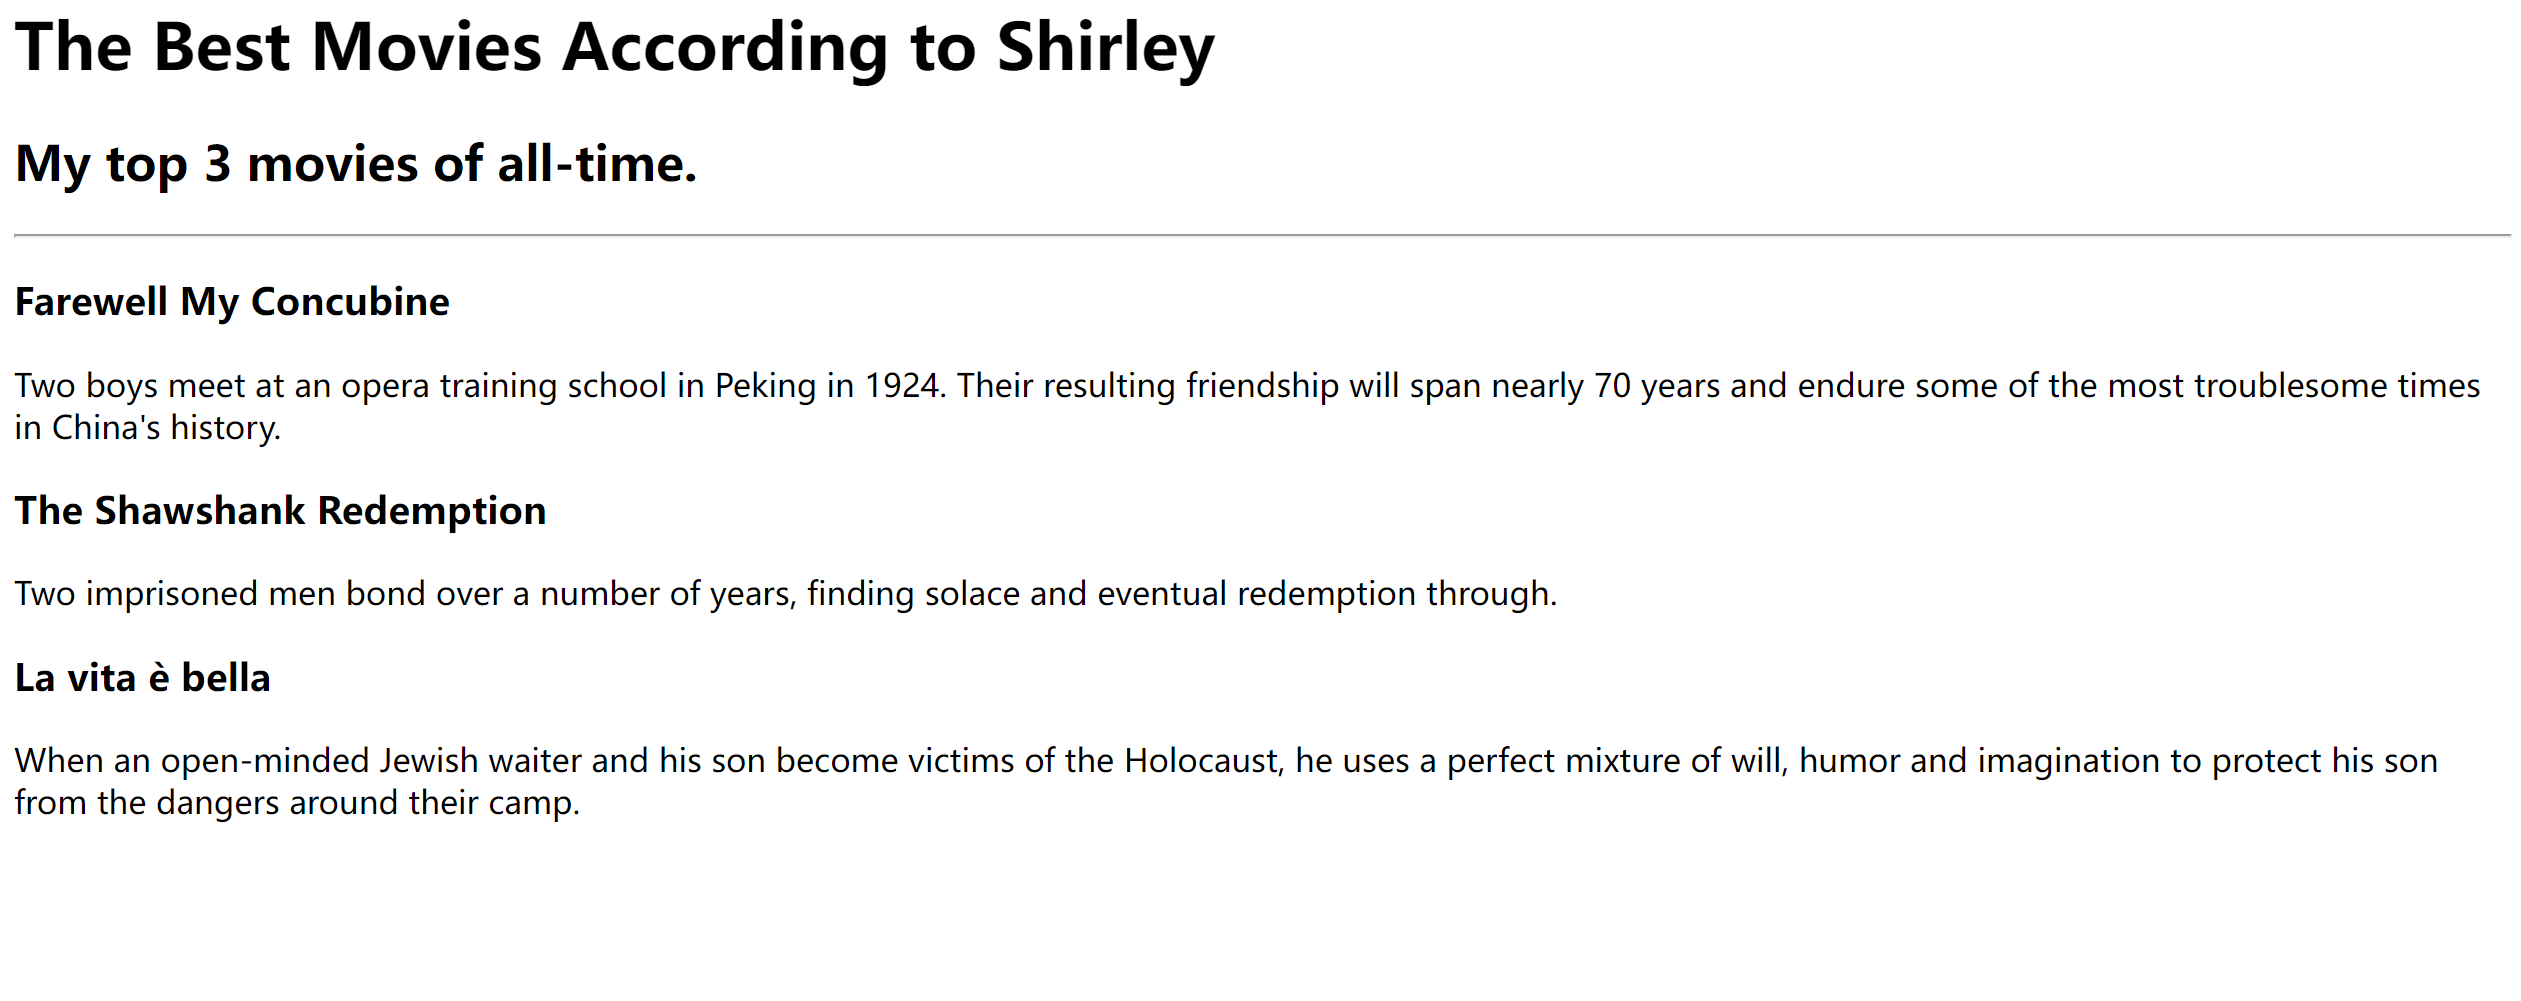 The Best Movies According to Shirley
My top 3 movies of all-time.
Farewell My Concubine
Two boys meet at an opera training school in Peking in 1924. Their resulting friendship will span nearly 70 years and endure some of the most troublesome times
in China's history.
The Shawshank Redemption
Two imprisoned men bond over a number of years, finding solace and eventual redemption through.
La vita è bella
When an open-minded Jewish waiter and his son become victims of the Holocaust, he uses a perfect mixture of will, humor and imagination to protect his son
from the dangers around their camp.